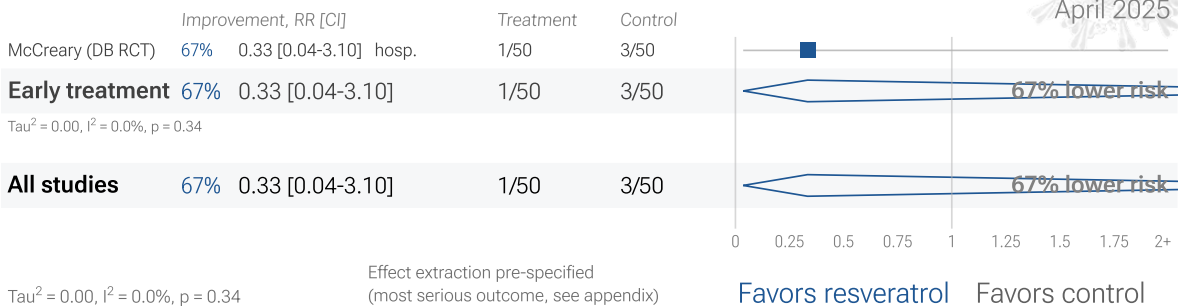 April 2025
Improvement, RR [CI] Treatment Control
McCreary (DB RCT) 67% 0.33 [0.04-3.10] hosp. 1/50 3/50
Early treatment 67% 0.33 [0.04-3.10] 1/50 3/50 67% lower risk
Tau² = 0.00, I² = 0.0%, p = 0.34
All studies 67% 0.33 [0.04-3.10] 1/50 3/50 67% lower risk
0 0.25 0.5 0.75 1 1.25 1.5 1.75 2+
Effect extraction pre-specified
Tau² = 0.00, I² = 0.0%, p = 0.34 (most serious outcome, see appendix) Favors resveratrol Favors control